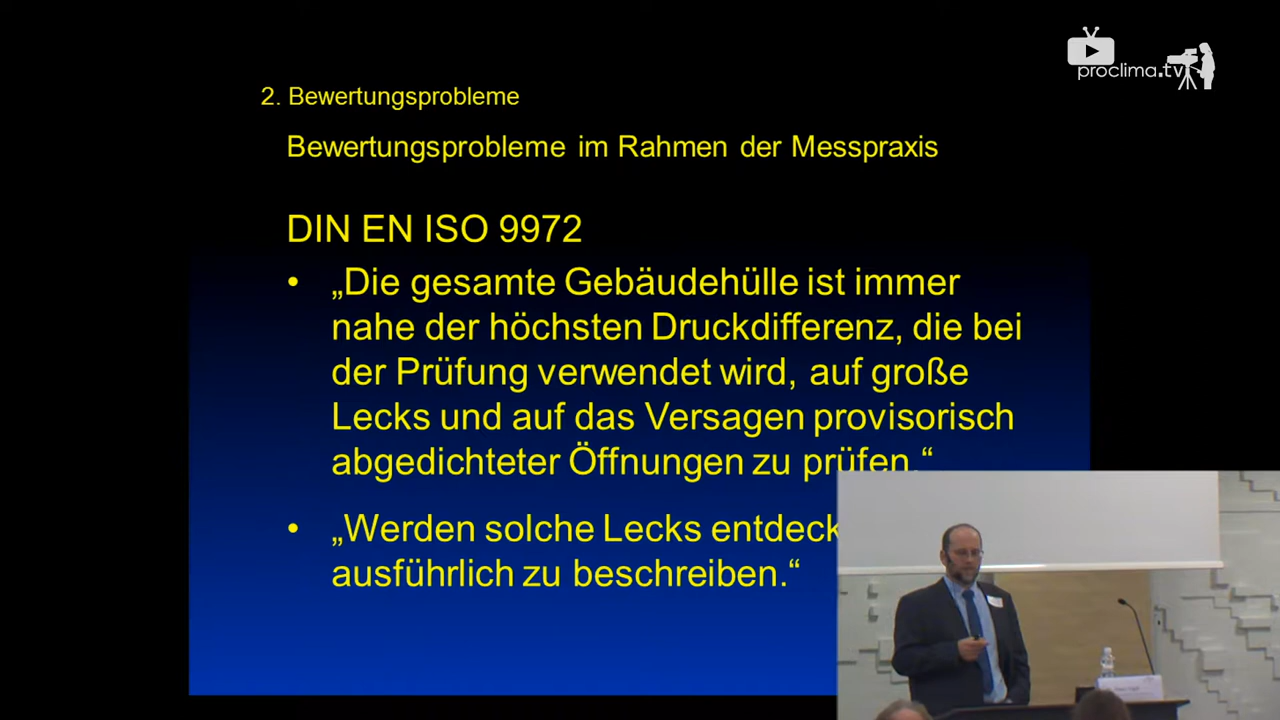 proclima.tv
2. Bewertungsprobleme
Bewertungsprobleme im Rahmen der Messpraxis
DIN EN ISO 9972
• „Die gesamte Gebäudehülle ist immer
nahe der höchsten Druckdifferenz, die bei
der Prüfung verwendet wird, auf große
Lecks und auf das Versagen provisorisch
abgedichteter Öffnungen zu prüfen.“
• „Werden solche Lecks entdeck
ausführlich zu beschreiben.“